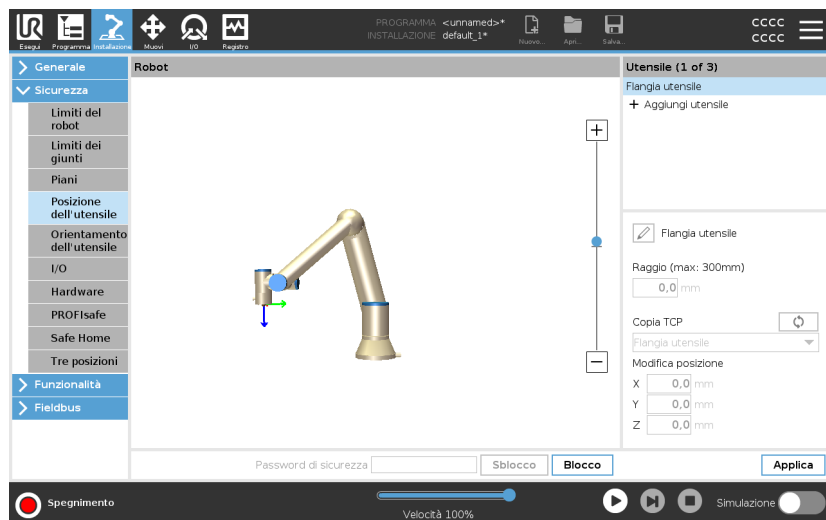 PROGRAMMA <unnamed>*
INSTALLAZIONE default_1*
CCCC
CCCC
Esegui
Programma
Installazione
Muovi
I/O
Registro
Nuovo...
Apri...
Salva...
Generale
Sicurezza
Limiti del
robot
Limiti dei
giunti
Piani
Posizione
dell'utensile
Orientamento
dell'utensile
I/O
Hardware
PROFIsafe
Safe Home
Tre posizioni
Funzionalità
Fieldbus
Robot
Password di sicurezza
Sblocco
Blocco
Utensile (1 of 3)
Flangia utensile
+ Aggiungi utensile
Flangia utensile
Raggio (max: 300mm)
0,0 mm
Copia TCP
Flangia utensile
Modifica posizione
X 0,0 mm
Y 0,0 mm
Z 0,0 mm
Applica
Spegnimento
Velocità 100%
Simulazione